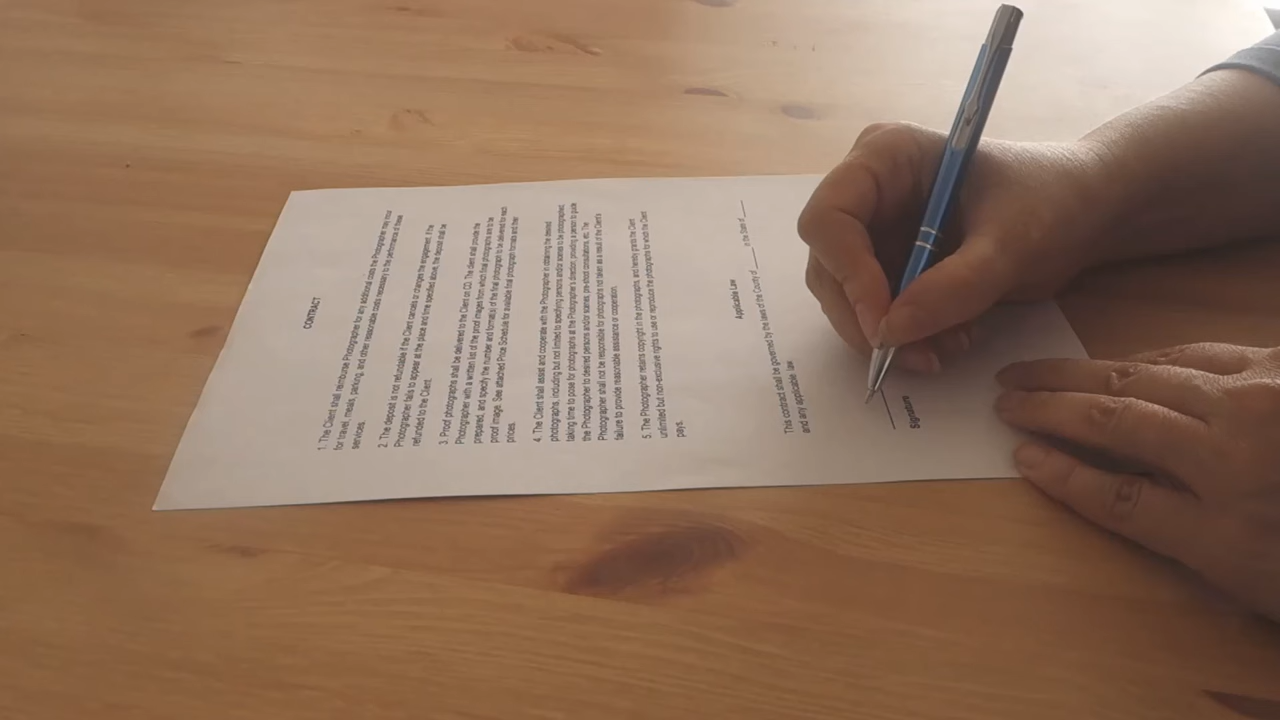 CONTRACT
1. The Client shall reimburse Photographer for any additional costs the Photographer may incur
for travel, meals, parking, and other reasonable costs necessary to the performance of these
services.
2. The deposit is not refundable if the Client cancels or changes the engagement. If the
Photographer fails to appear at the place and time specified above, the deposit shall be
refunded to the Client.
3. Proof photographs shall be delivered to the Client on CD. The client shall provide the
Photographer with a written list of the proof images from which final photographs are to be
prepared, and specify the number and format(s) of the final photograph to be delivered for each
proof image. See attached Price Schedule for available final photograph formats and their
prices.
4. The Client shall assist and cooperate with the Photographer in obtaining the desired
photographs, including but not limited to specifying persons and/or scenes to be photographed;
taking time to pose for photographs at the Photographer's direction; providing a person to guide
the Photographer to desired persons and/or scenes; pre-shoot consultations, etc. The
Photographer shall not be responsible for photographs not taken as a result of the Client's
failure to provide reasonable assistance or cooperation.
5. The Photographer retains copyright in the photographs, and hereby grants the Client
unlimited but non-exclusive rights to use or reproduce the photographs for which the Client
pays.
Applicable Law
This contract shall be governed by the laws of the County of ______ in the State of ____
and any applicable law.
Signature